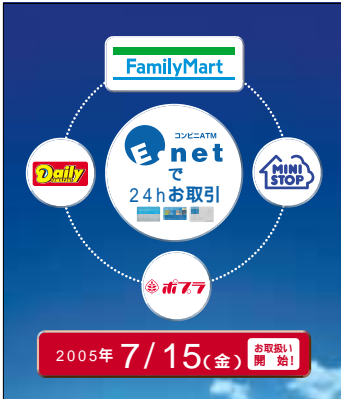 FamilyMart
コンビニATM
E.net
で
24hお取引
Daily
MINI
STOP
ポプラ
2005年 7/15(金) お取扱い
開 始!